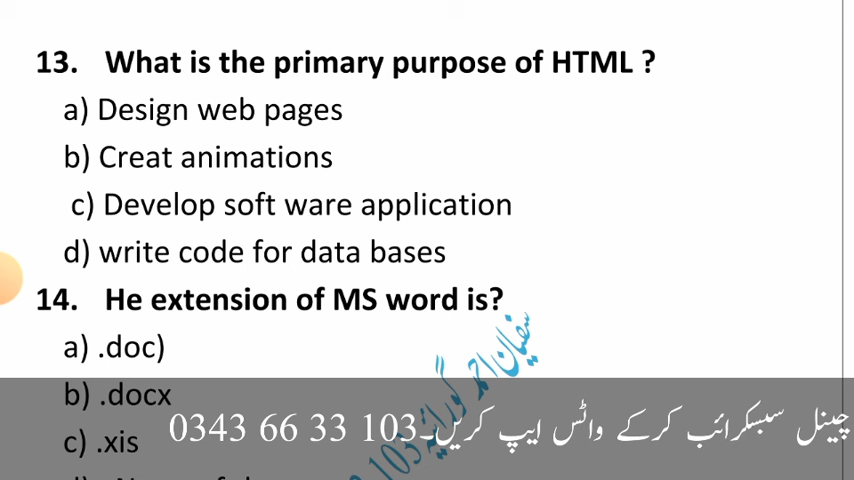 13. What is the primary purpose of HTML ?
a) Design web pages
b) Creat animations
c) Develop soft ware application
d) write code for data bases
14. He extension of MS word is?
a) .doc)
b) .docx
c) .xis
چینل سبسکرائب کرکے واٹس ایپ کریں۔103 33 66 0343